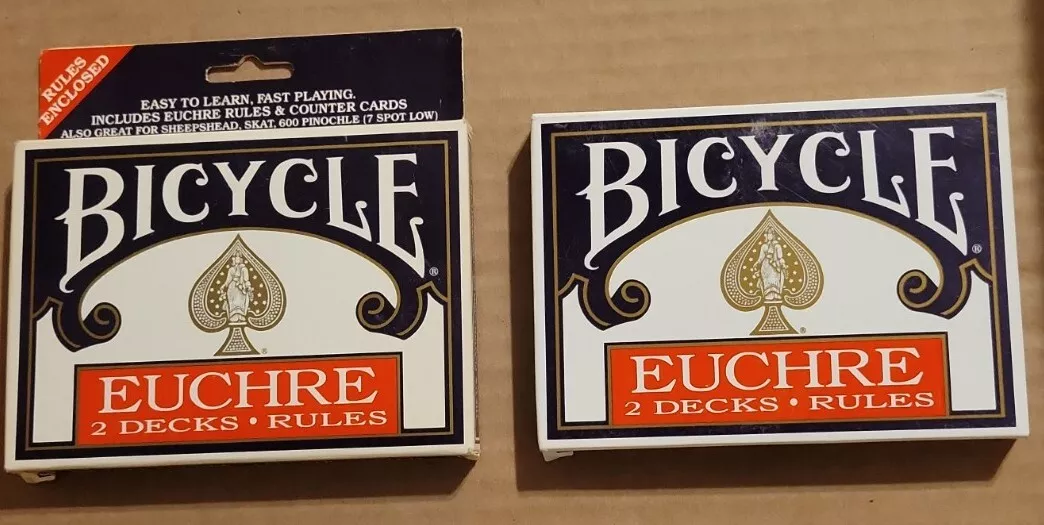 RULES
ENCLOSED
EASY TO LEARN, FAST PLAYING.
INCLUDES EUCHRE RULES & COUNTER CARDS
ALSO GREAT FOR SHEEPSHEAD, SKAT, 600 PINOCHLE (7 SPOT LOW)
BICYCLE®
®
EUCHRE
2 DECKS • RULES
BICYCLE®
®
EUCHRE
2 DECKS • RULES